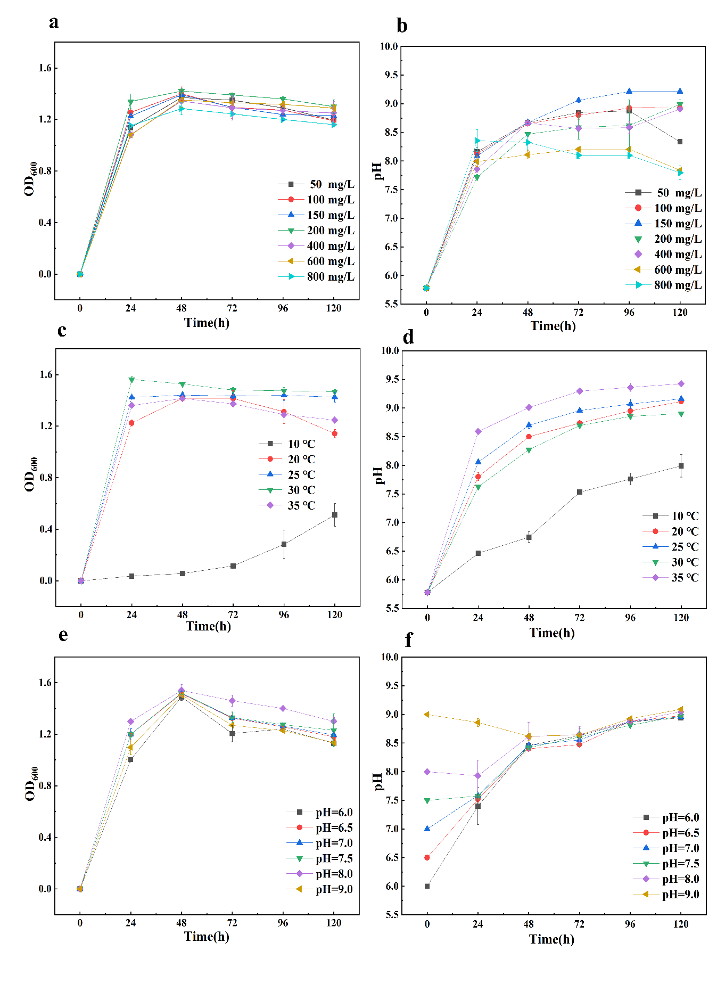 a
1.6
1.2
0.8
0.4
0.0
OD600
50 mg/L
100 mg/L
150 mg/L
200 mg/L
400 mg/L
600 mg/L
800 mg/L
0 24 48 72 96 120
Time(h)
b
10.0
9.5
9.0
8.5
8.0
7.5
7.0
6.5
6.0
5.5
pH
50 mg/L
100 mg/L
150 mg/L
200 mg/L
400 mg/L
600 mg/L
800 mg/L
0 24 48 72 96 120
Time(h)
c
1.6
1.2
0.8
0.4
0.0
OD600
10 °C
20 °C
25 °C
30 °C
35 °C
0 24 48 72 96 120
Time(h)
d
10.0
9.5
9.0
8.5
8.0
7.5
7.0
6.5
6.0
5.5
pH
10 °C
20 °C
25 °C
30 °C
35 °C
0 24 48 72 96 120
Time(h)
e
1.6
1.2
0.8
0.4
0.0
OD600
pH=6.0
pH=6.5
pH=7.0
pH=7.5
pH=8.0
pH=9.0
0 24 48 72 96 120
Time(h)
f
10.0
9.5
9.0
8.5
8.0
7.5
7.0
6.5
6.0
5.5
pH
pH=6.0
pH=6.5
pH=7.0
pH=7.5
pH=8.0
pH=9.0
0 24 48 72 96 120
Time(h)